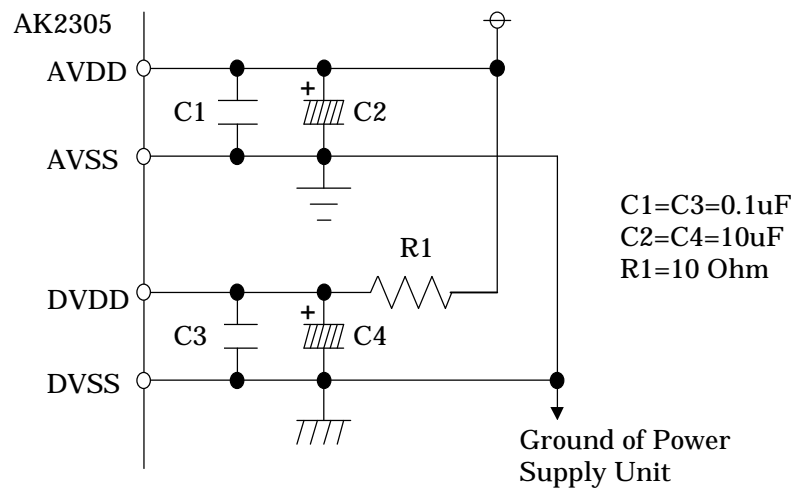 AK2305
AVDD
+
C1
C2
AVSS
C1=C3=0.1uF
C2=C4=10uF
R1=10 Ohm
R1
DVDD
+
C3
C4
DVSS
Ground of Power
Supply Unit